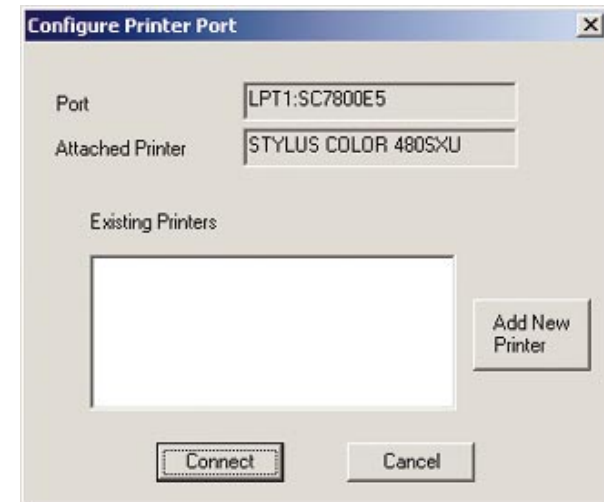 Configure Printer Port
Port
LPT1:SC7800E5
Attached Printer
STYLUS COLOR 480SXU
Existing Printers
Add New
Printer
Connect
Cancel